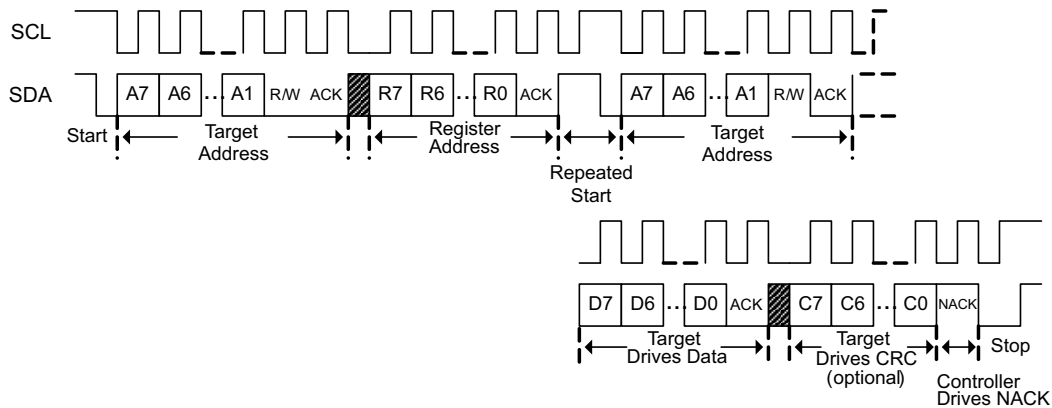 SCL
SDA A7 A6 ... A1 R/W ACK R7 R6 ... R0 ACK A7 A6 ... A1 R/W ACK
Start
Target
Address
Register
Address
Repeated
Start
Target
Address
D7 D6 ... D0 ACK C7 C6 ... C0 NACK
Target
Drives Data
Target
Drives CRC
(optional)
Stop
Controller
Drives NACK